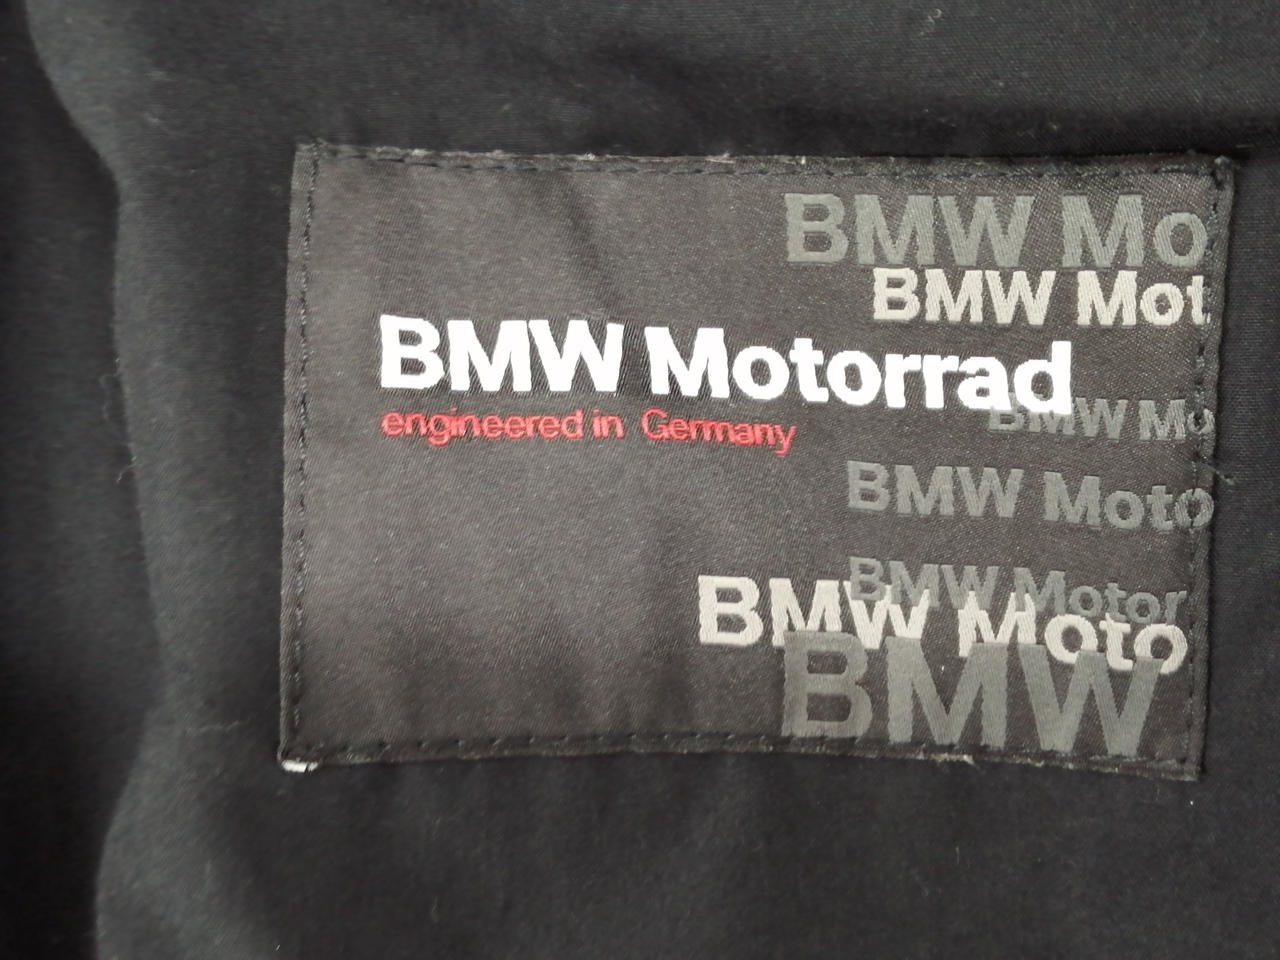 BMW Mo
BMW Mot
BMW Motorrad
BMW Mo
engineered in Germany
BMW Moto
BMW Motor
BMW Moto
BMW